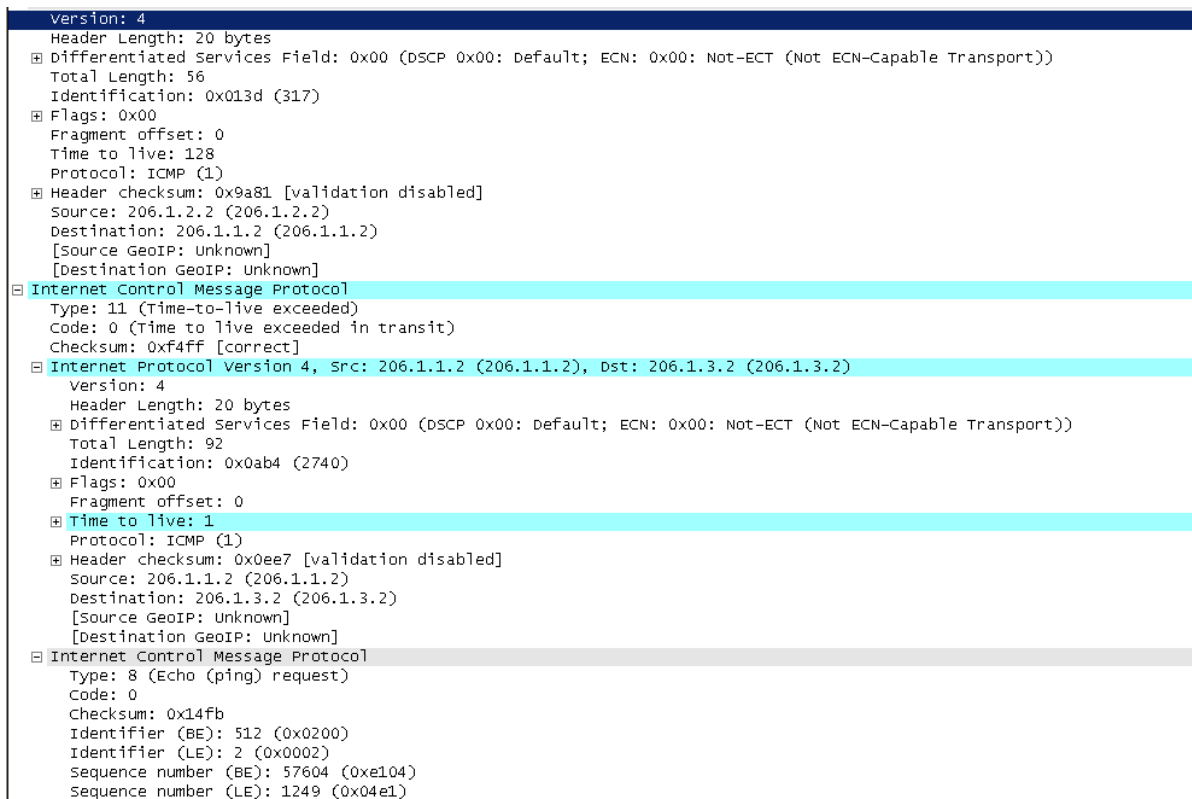 Version: 4
Header Length: 20 bytes
Differentiated Services Field: 0x00 (DSCP 0x00: Default; ECN: 0x00: Not-ECT (Not ECN-Capable Transport))
Total Length: 56
Identification: 0x013d (317)
Flags: 0x00
Fragment offset: 0
Time to live: 128
Protocol: ICMP (1)
Header checksum: 0x9a81 [validation disabled]
Source: 206.1.2.2 (206.1.2.2)
Destination: 206.1.1.2 (206.1.1.2)
[Source GeoIP: Unknown]
[Destination GeoIP: Unknown]
Internet Control Message Protocol
Type: 11 (Time-to-live exceeded)
Code: 0 (Time to live exceeded in transit)
Checksum: 0xf4ff [correct]
Internet Protocol Version 4, Src: 206.1.1.2 (206.1.1.2), Dst: 206.1.3.2 (206.1.3.2)
Version: 4
Header Length: 20 bytes
Differentiated Services Field: 0x00 (DSCP 0x00: Default; ECN: 0x00: Not-ECT (Not ECN-Capable Transport))
Total Length: 92
Identification: 0x0ab4 (2740)
Flags: 0x00
Fragment offset: 0
Time to live: 1
Protocol: ICMP (1)
Header checksum: 0x0ee7 [validation disabled]
Source: 206.1.1.2 (206.1.1.2)
Destination: 206.1.3.2 (206.1.3.2)
[Source GeoIP: Unknown]
[Destination GeoIP: Unknown]
Internet Control Message Protocol
Type: 8 (Echo (ping) request)
Code: 0
Checksum: 0x14fb
Identifier (BE): 512 (0x0200)
Identifier (LE): 2 (0x0002)
Sequence number (BE): 57604 (0xe104)
Sequence number (LE): 1249 (0x04e1)